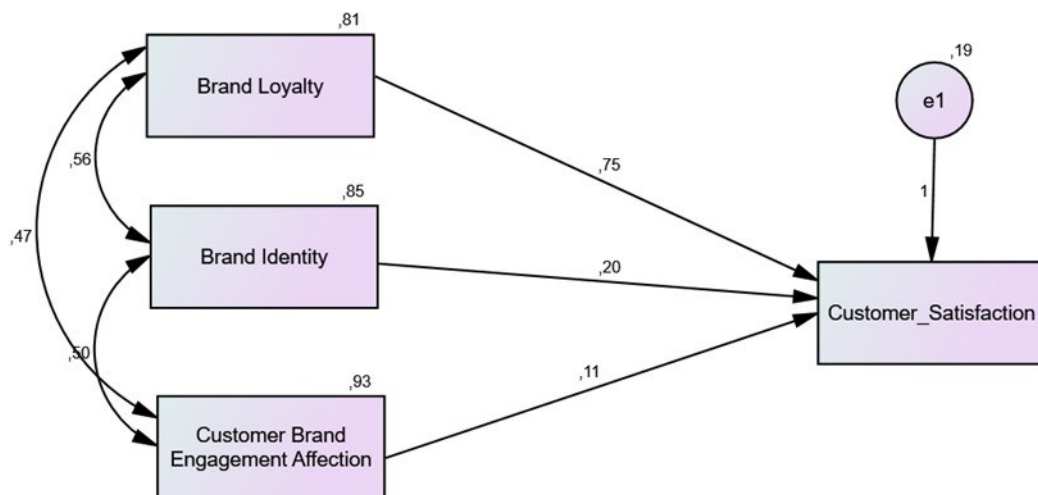 ,81
Brand Loyalty
,19
e1
,56
,75
1
,85
,47
Brand Identity
,20
Customer_Satisfaction
,50
,93
,11
Customer Brand
Engagement Affection